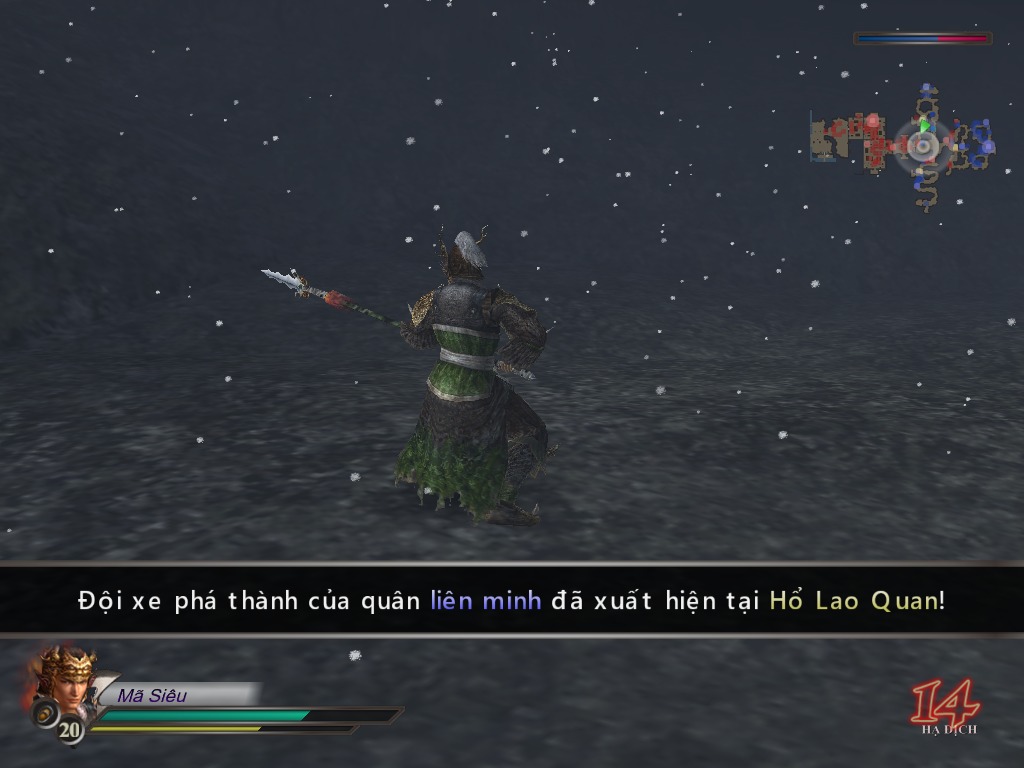 Đội xe phá thành của quân liên minh đã xuất hiện tại Hổ Lao Quan!
Mã Siêu
20
14
HẠ ĐỊCH